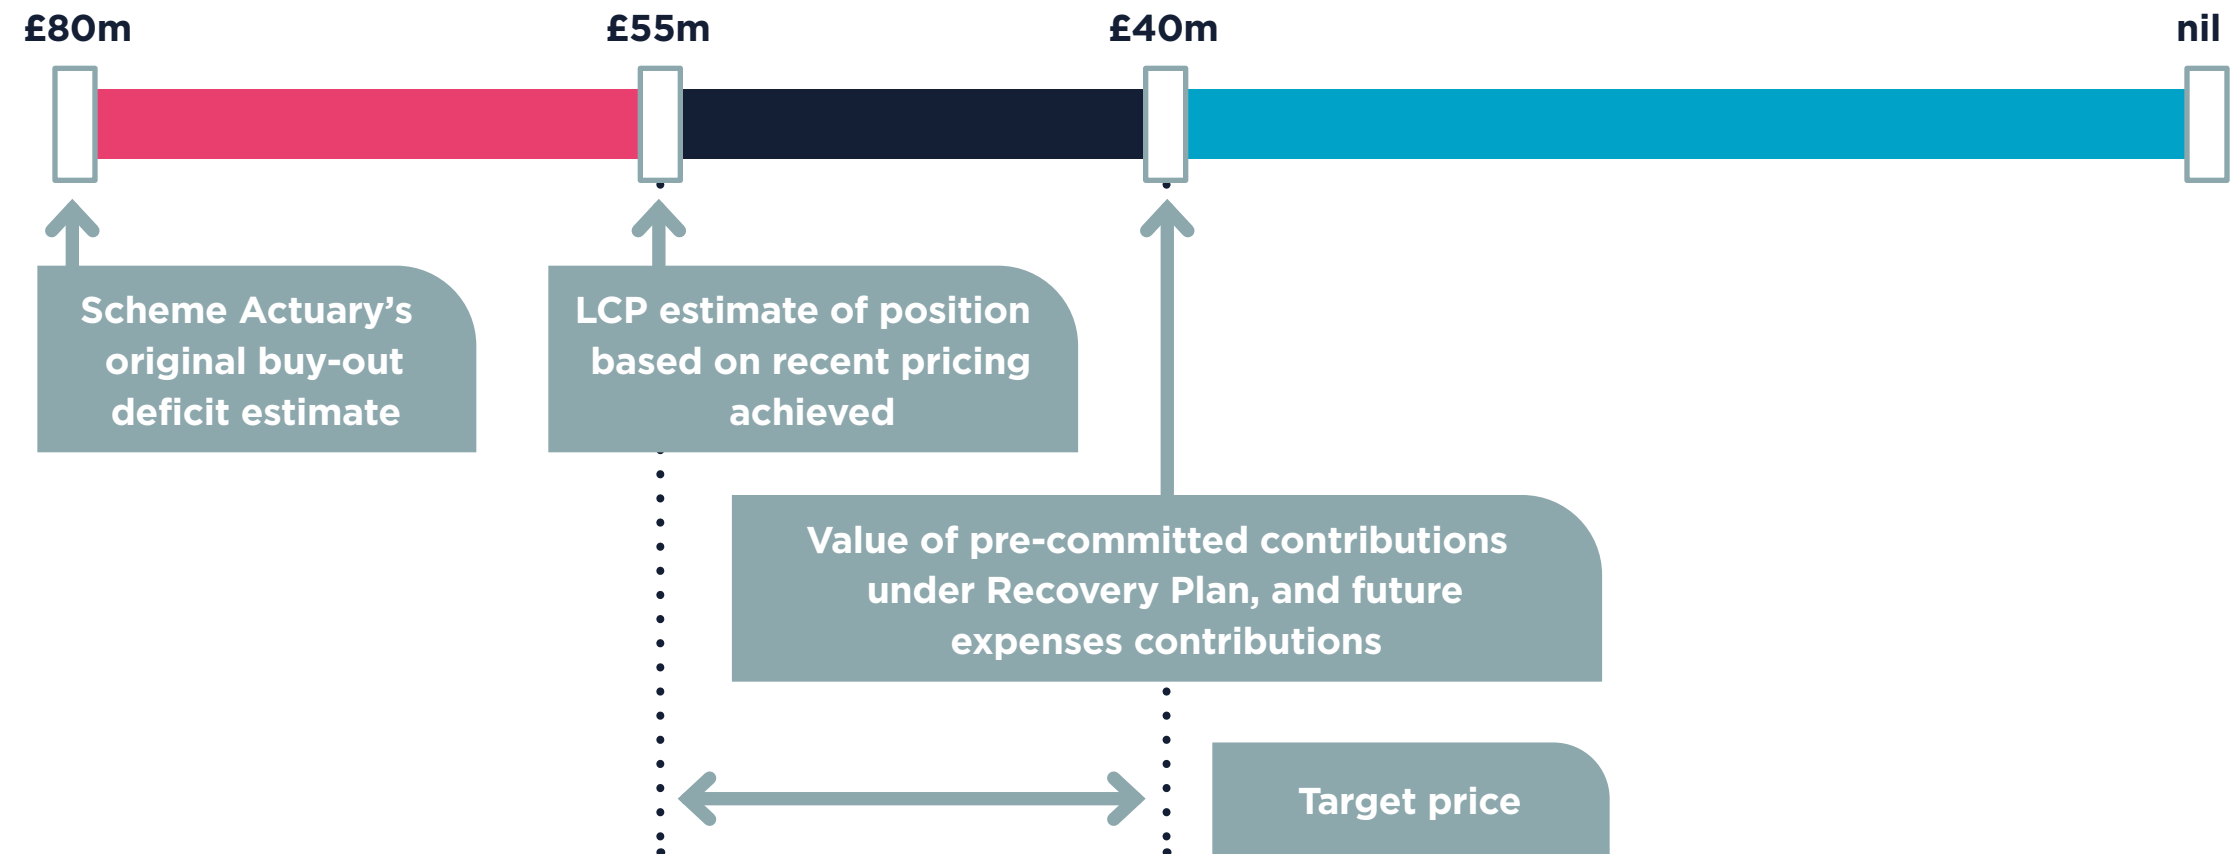 £80m
£55m
£40m
nil
Scheme Actuary’s
original buy-out
deficit estimate
LCP estimate of position
based on recent pricing
achieved
Value of pre-committed contributions
under Recovery Plan, and future
expenses contributions
Target price